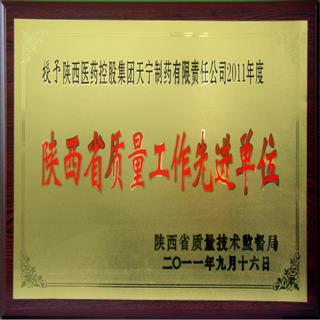 授予陕西医药控股集团天宁制药有限责任公司2011年度
陕西省质量工作先进单位
陕西省质量技术监督局
二〇一一年九月十六日